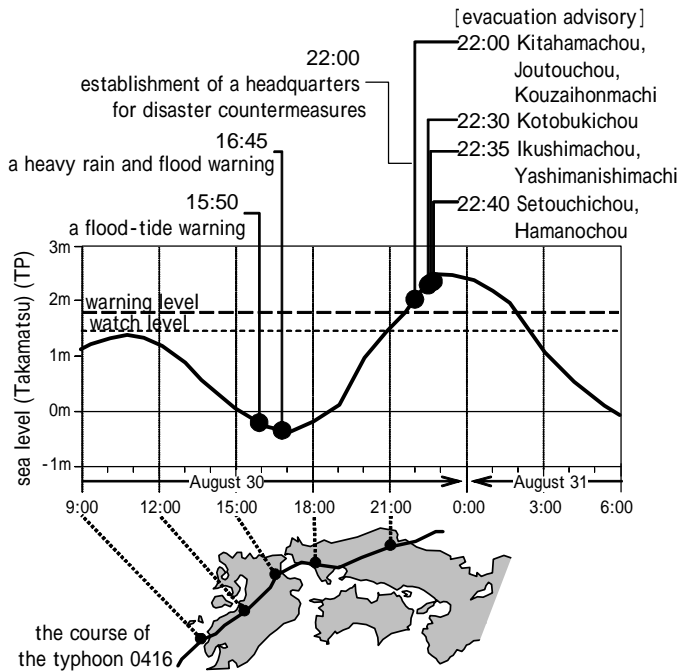 [evacuation advisory]
22:00 Kitahamachou,
Joutouchou,
Kouzaihonmachi
22:30 Kotobukichou
22:35 Ikushimachou,
Yashimanishimachi
22:40 Setouchichou,
Hamanochou
22:00
establishment of a headquarters
for disaster countermeasures
16:45
a heavy rain and flood warning
15:50
a flood-tide warning
sea level (Takamatsu) (TP)
3m
2m
1m
0m
-1m
warning level
watch level
August 30
August 31
9:00 12:00 15:00 18:00 21:00 0:00 3:00 6:00
the course of
the typhoon 0416